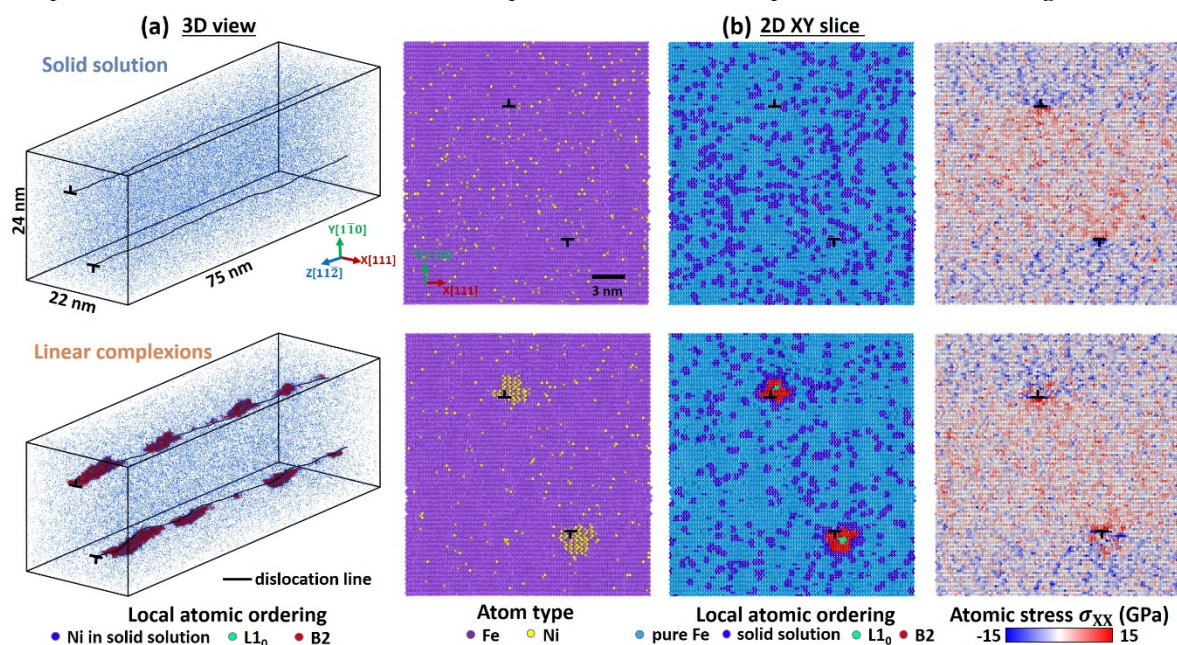 (a) 3D view
(b) 2D XY slice
Solid solution
24 nm
22 nm
75 nm
Y[11̅0]
X[111]
Z[112̅]
X[111]
3 nm
Linear complexions
dislocation line
Local atomic ordering
Ni in solid solution L1₀ B2
Atom type
Fe Ni
Local atomic ordering
pure Fe solid solution L1₀ B2
Atomic stress σXX (GPa)
-15 15